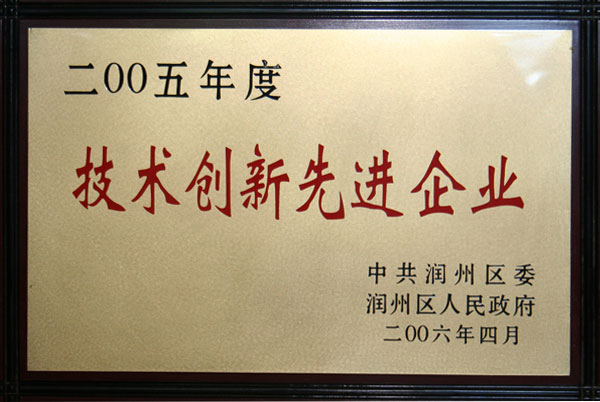 二00五年度
技术创新先进企业
中共润州区委
润州区人民政府
二00六年四月